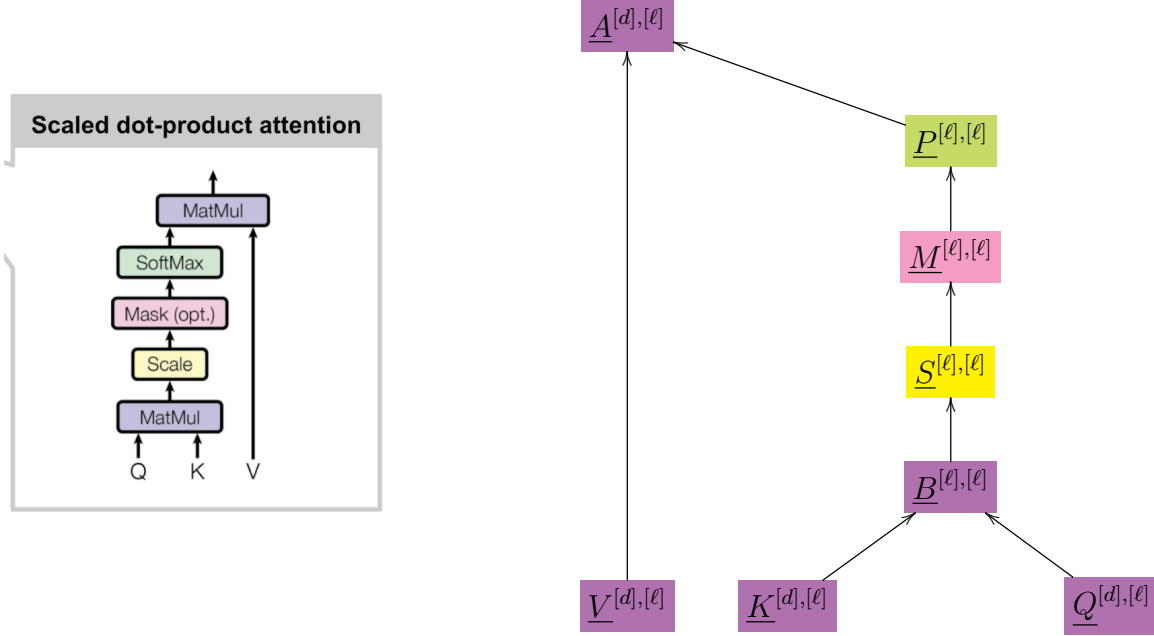 Scaled dot-product attention
MatMul
SoftMax
Mask (opt.)
Scale
MatMul
Q K V
A^{[d],[ℓ]}
P^{[ℓ],[ℓ]}
M^{[ℓ],[ℓ]}
S^{[ℓ],[ℓ]}
B^{[ℓ],[ℓ]}
V^{[d],[ℓ]} K^{[d],[ℓ]} Q^{[d],[ℓ]}